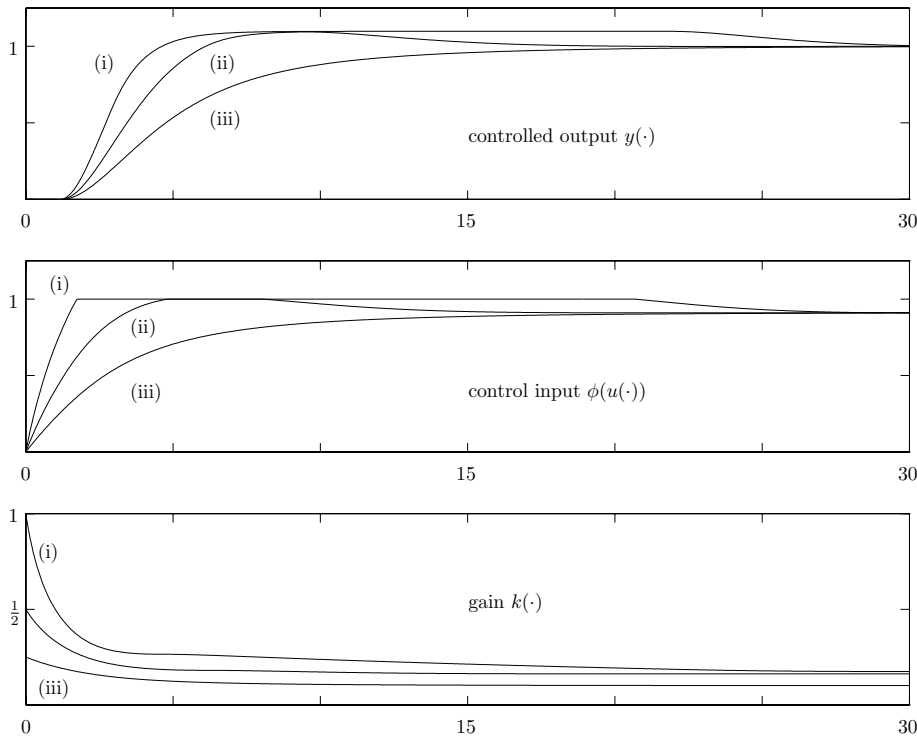 1
(i)
(ii)
(iii)
controlled output y(·)
0
15
30
(i)
1
(ii)
(iii)
control input ϕ(u(·))
0
15
30
1
(i)
1/2
gain k(·)
(iii)
0
15
30